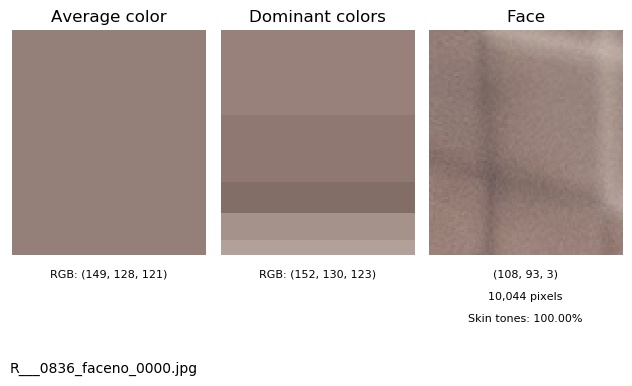 Average color
Dominant colors
Face
RGB: (149, 128, 121)
RGB: (152, 130, 123)
(108, 93, 3)
10,044 pixels
Skin tones: 100.00%
R___0836_faceno_0000.jpg